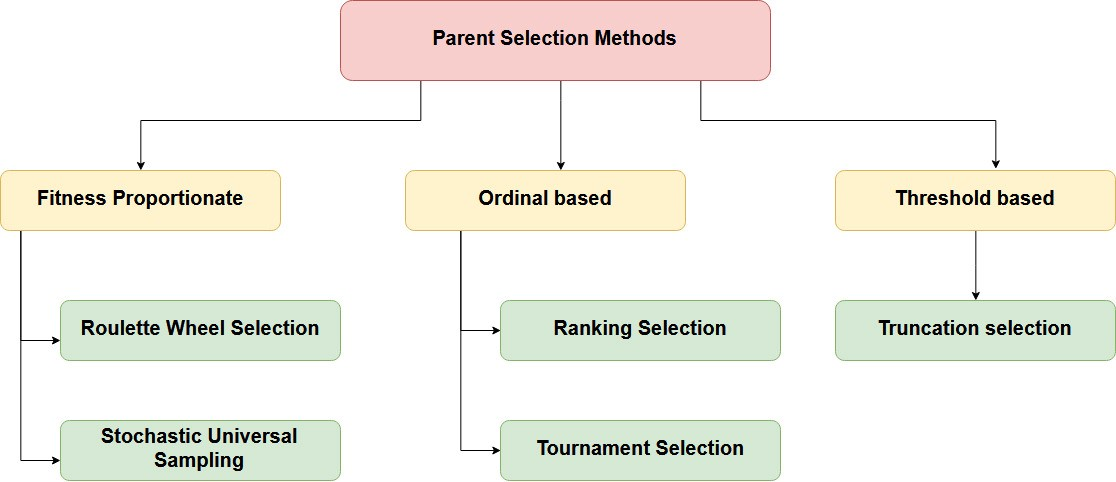 Parent Selection Methods
Fitness Proportionate
Ordinal based
Threshold based
Roulette Wheel Selection
Ranking Selection
Truncation selection
Stochastic Universal
Sampling
Tournament Selection